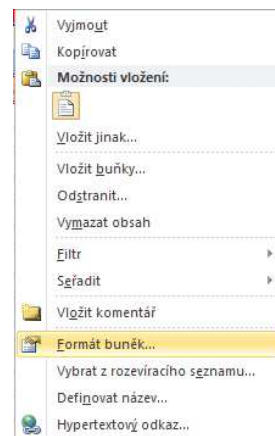 Vyjmout
Kopírovat
Možnosti vložení:
Vložit jinak...
Vložit buňky...
Odstranit...
Vymazat obsah
Filtr
Seřadit
Vložit komentář
Formát buněk...
Vybrat z rozevíracího seznamu...
Definovat název...
Hypertextový odkaz...